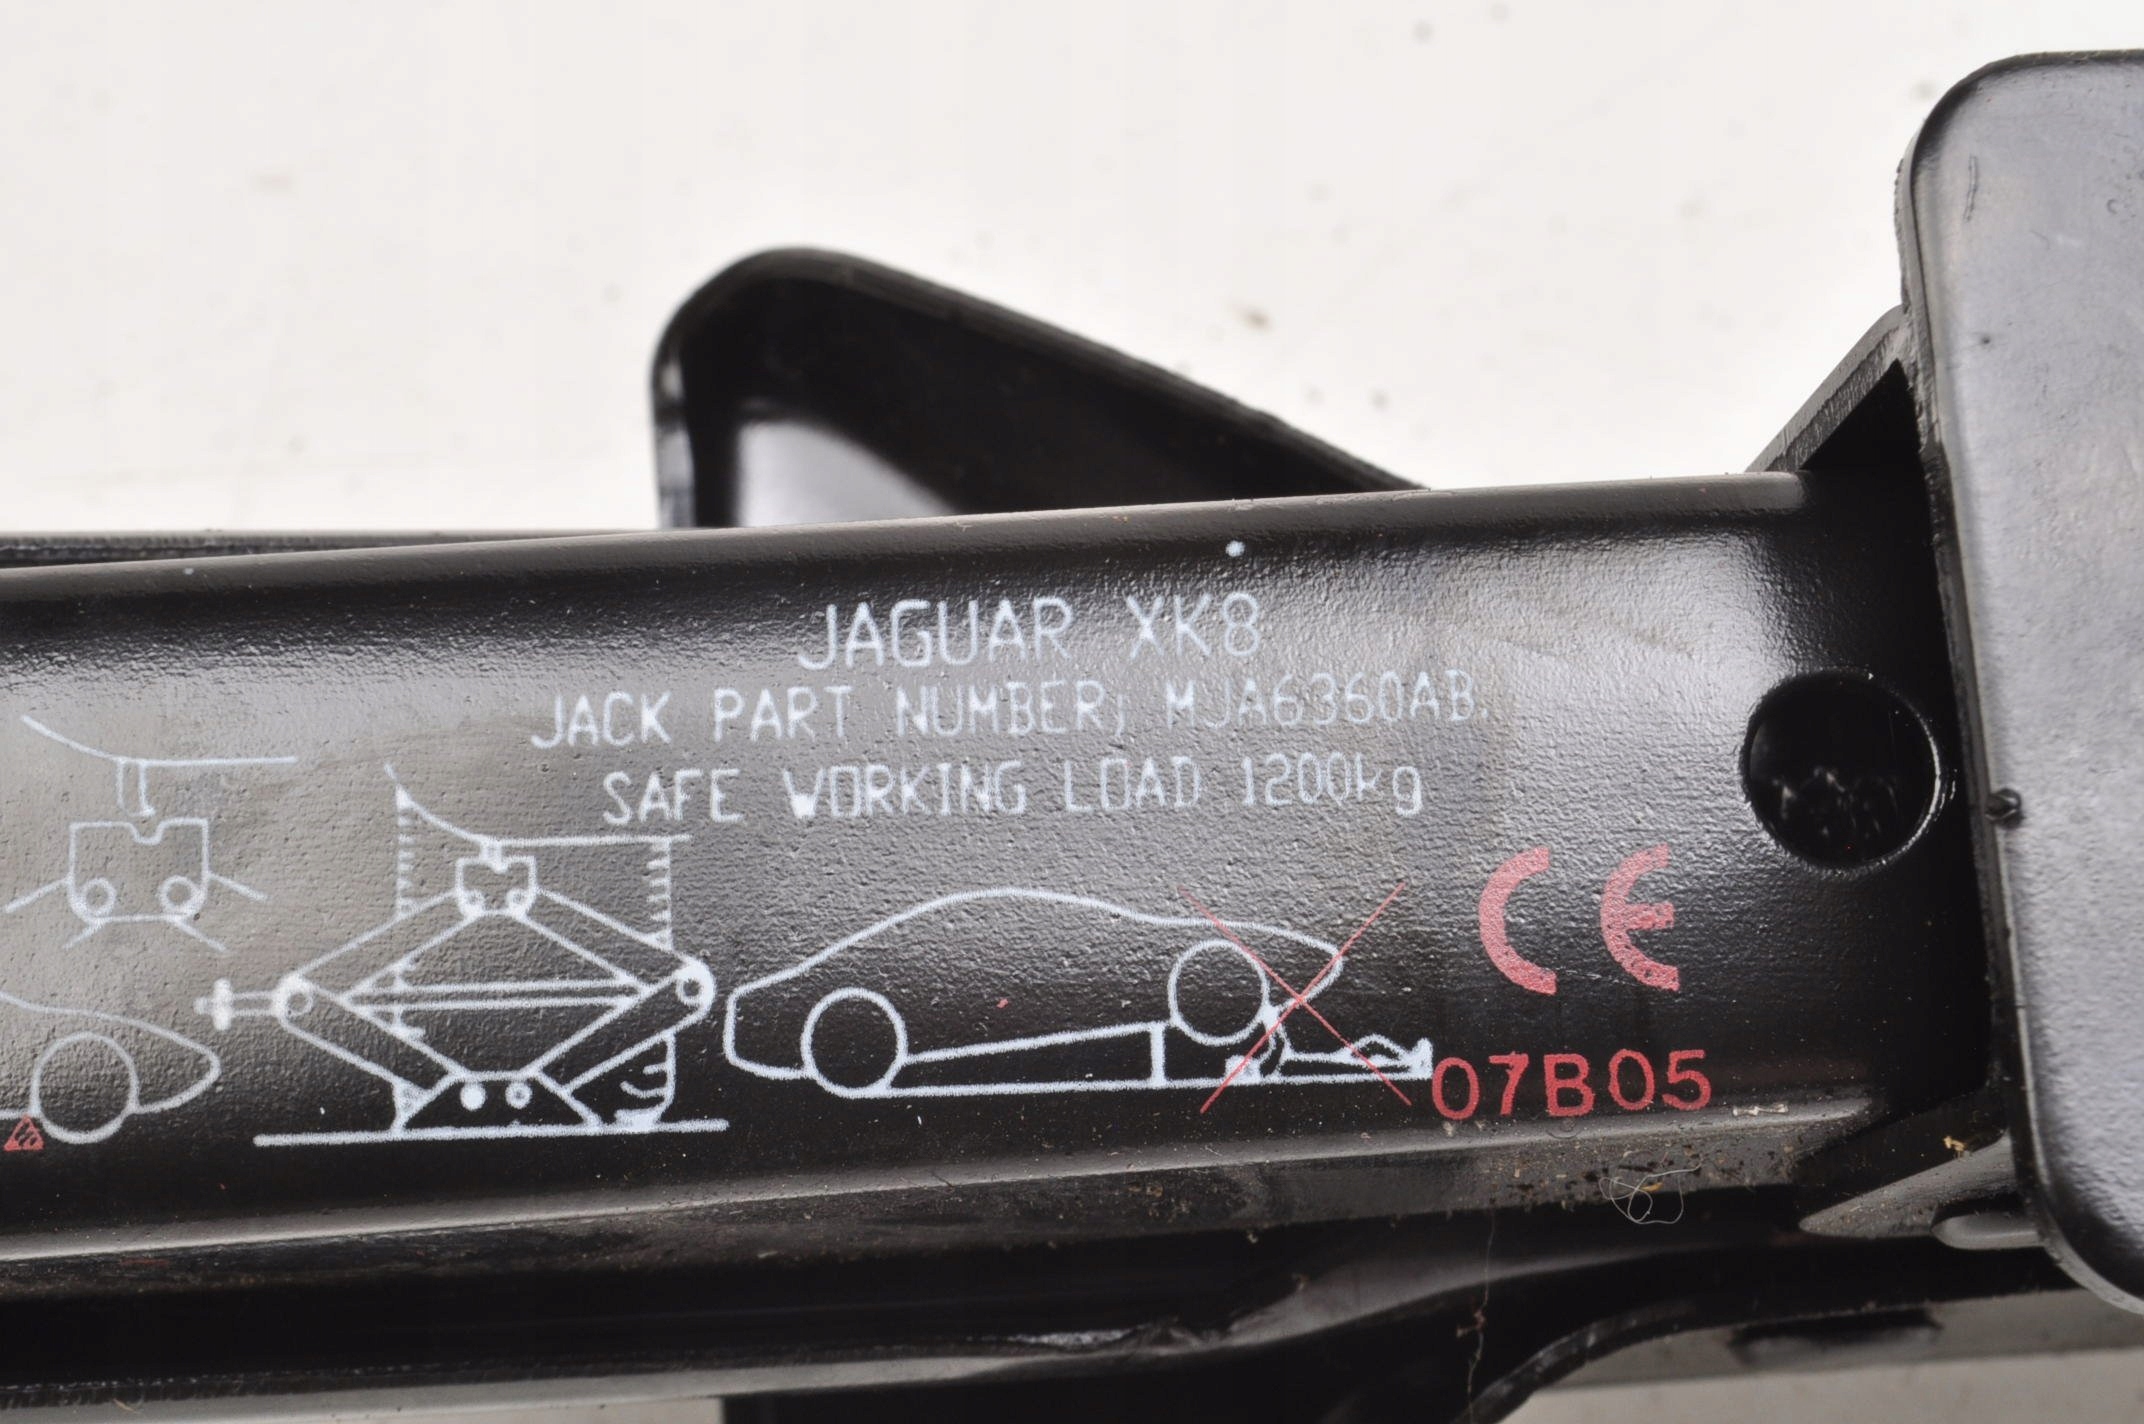 JAGUAR XK8
JACK PART NUMBER; MJA6360AB.
SAFE WORKING LOAD 1200kg
CE
07B05